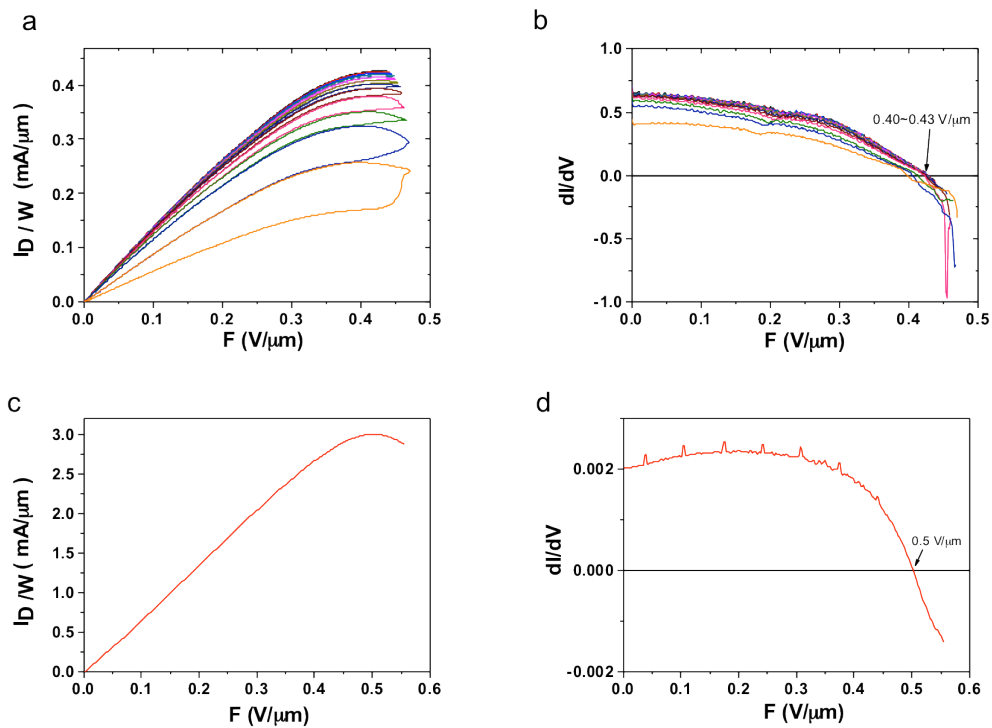 a
0.4
0.3
0.2
0.1
0.0
I_D / W (mA/μm)
0.0 0.1 0.2 0.3 0.4 0.5
F (V/μm)
b
1.0
0.5
0.0
-0.5
-1.0
dI/dV
0.40~0.43 V/μm
0.0 0.1 0.2 0.3 0.4 0.5
F (V/μm)
c
3.0
2.5
2.0
1.5
1.0
0.5
0.0
I_D /W ( mA/μm)
0.0 0.1 0.2 0.3 0.4 0.5 0.6
F (V/μm)
d
0.002
0.000
-0.002
dI/dV
0.5 V/μm
0.0 0.1 0.2 0.3 0.4 0.5 0.6
F (V/μm)